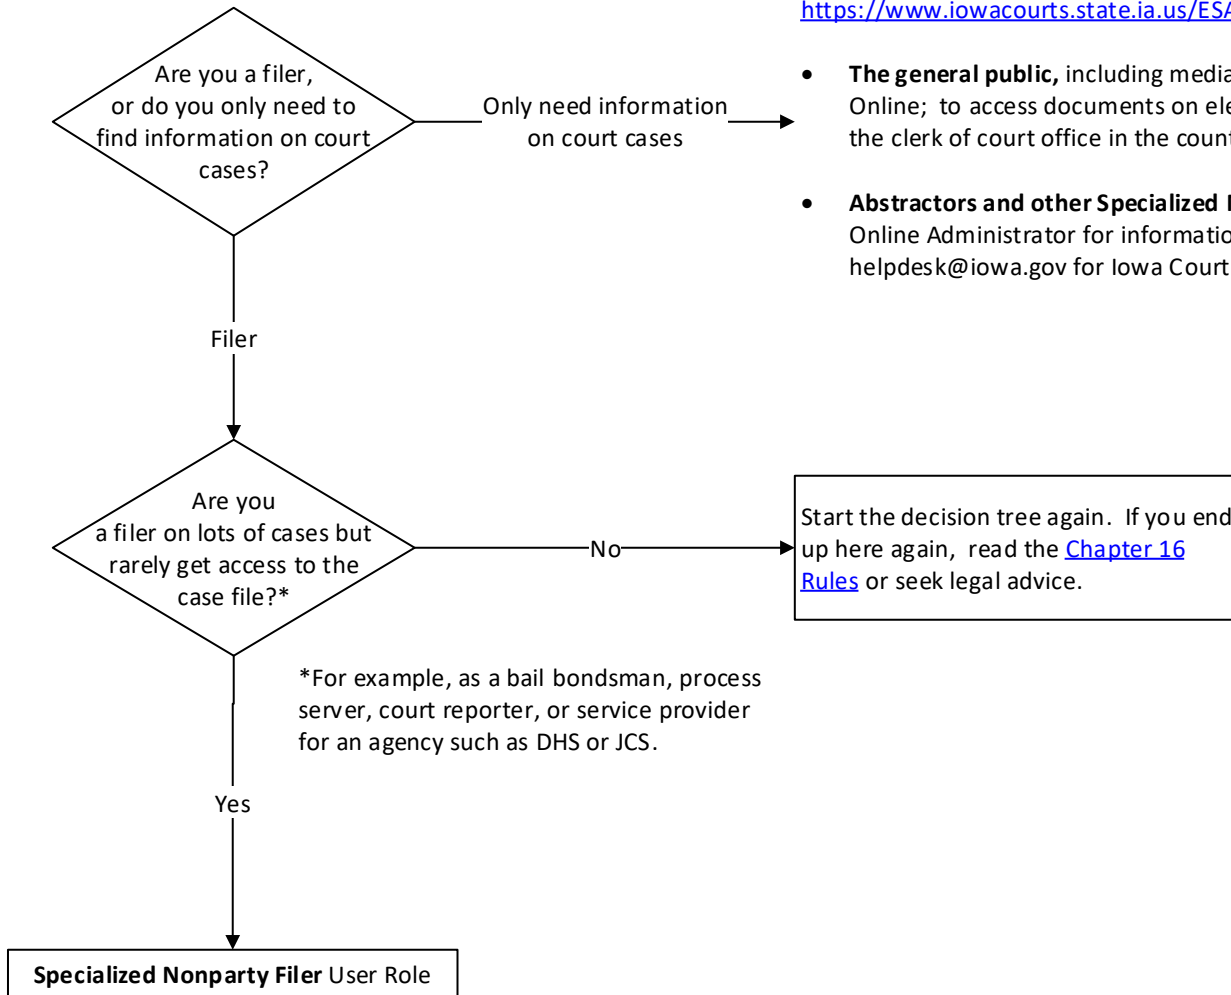 https://www.iowacourts.state.ia.us/ESA
Are you a filer,
or do you only need to
find information on court
cases?
Only need information
on court cases
• The general public, including media
Online; to access documents on ele
the clerk of court office in the count
• Abstractors and other Specialized
Online Administrator for informatio
helpdesk@iowa.gov for Iowa Court
Filer
Are you
a filer on lots of cases but
rarely get access to the
case file?*
No
Start the decision tree again. If you end
up here again, read the Chapter 16
Rules or seek legal advice.
*For example, as a bail bondsman, process
server, court reporter, or service provider
for an agency such as DHS or JCS.
Yes
Specialized Nonparty Filer User Role